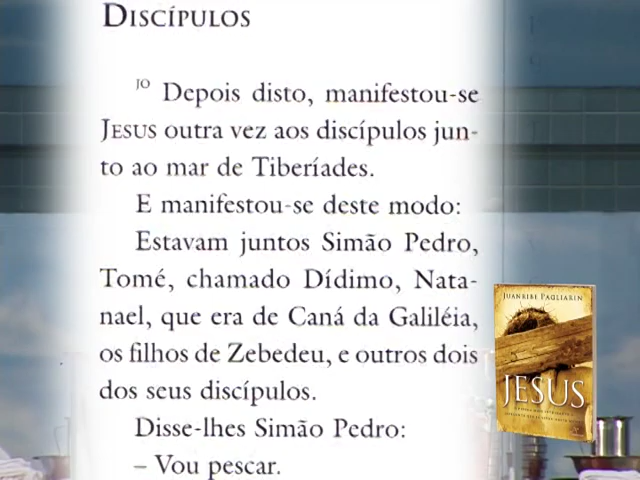 DISCÍPULOS
JO Depois disto, manifestou-se
JESUS outra vez aos discípulos jun-
to ao mar de Tiberíades.
E manifestou-se deste modo:
Estavam juntos Simão Pedro,
Tomé, chamado Dídimo, Nata-
nael, que era de Caná da Galiléia,
os filhos de Zebedeu, e outros dois
dos seus discípulos.
Disse-lhes Simão Pedro:
– Vou pescar.
JUANRIBE PAGLIARIN
JESUS